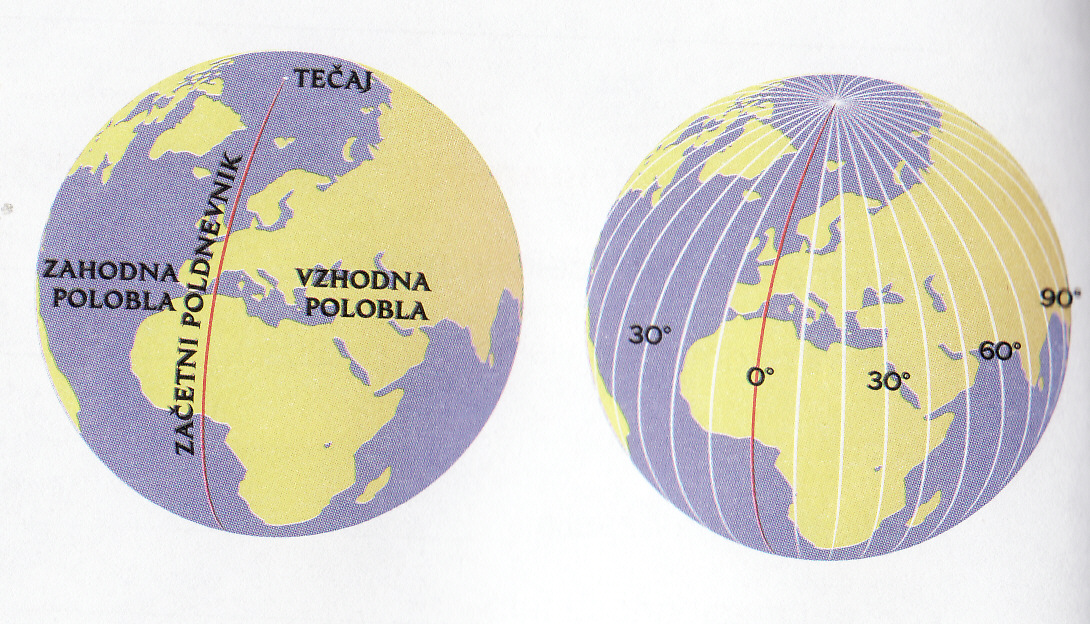 TEČAJ
ZAČETNI POLDNEVNIK
ZAHODNA
POLOBLA
VZHODNA
POLOBLA
90°
30°
60°
0°
30°